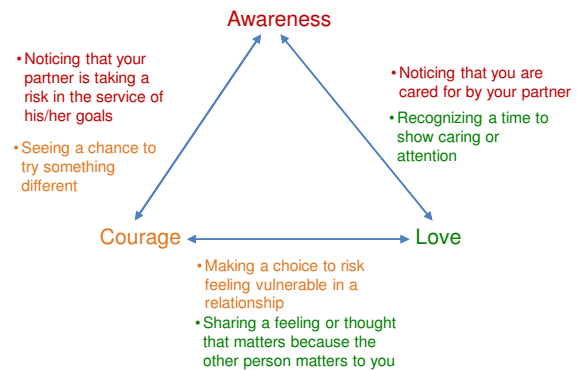 Awareness
• Noticing that your
partner is taking a
risk in the service of
his/her goals
• Seeing a chance to
try something
different
• Noticing that you are
cared for by your partner
• Recognizing a time to
show caring or
attention
Courage
Love
• Making a choice to risk
feeling vulnerable in a
relationship
• Sharing a feeling or thought
that matters because the
other person matters to you